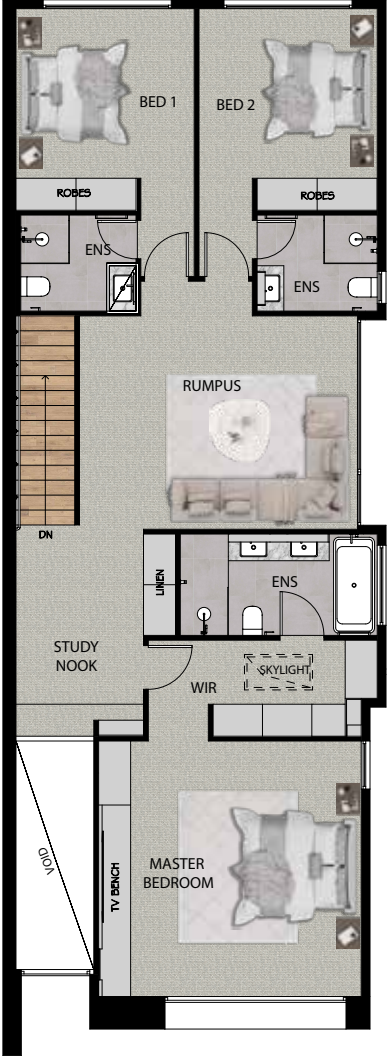 BED 1
BED 2
ROBES
ROBES
ENS
ENS
RUMPUS
DN
LINEN
ENS
STUDY
NOOK
WIR
SKYLIGHT
VOID
TV BENCH
MASTER
BEDROOM